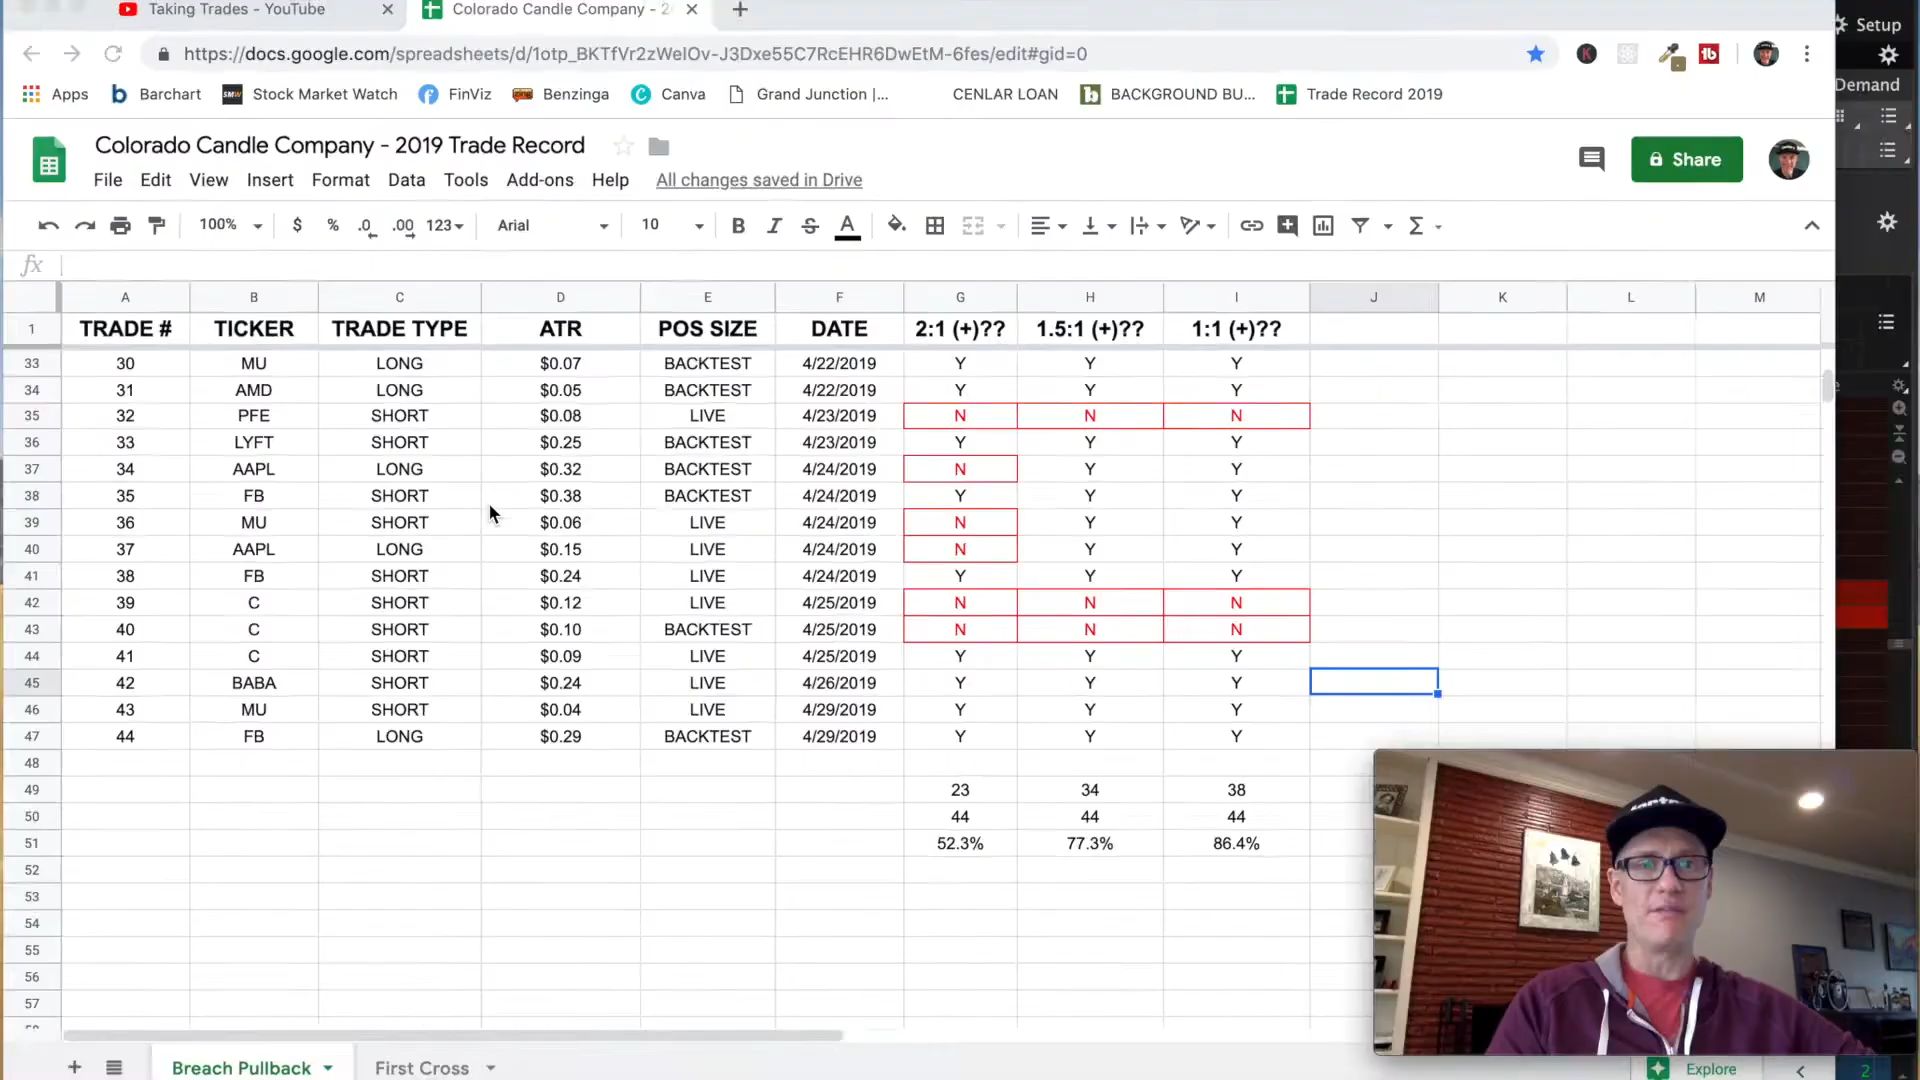 Taking Trades - YouTube
Colorado Candle Company - 2
Setup
https://docs.google.com/spreadsheets/d/1otp_BKTfVr2zWelOv-J3Dxe55C7RcEHR6DwEtM-6fes/edit#gid=0
K
tb
Demand
Apps
Barchart
SMW
Stock Market Watch
FinViz
Benzinga
Canva
Grand Junction |...
CENLAR LOAN
BACKGROUND BU...
Trade Record 2019
Colorado Candle Company - 2019 Trade Record
Share
File Edit View Insert Format Data Tools Add-ons Help All changes saved in Drive
100% $ % .0 .00 123 Arial 10 B I S A Σ
fx
A B C D E F G H I J K L M
1 TRADE # TICKER TRADE TYPE ATR POS SIZE DATE 2:1 (+)?? 1.5:1 (+)?? 1:1 (+)??
33 30 MU LONG $0.07 BACKTEST 4/22/2019 Y Y Y
34 31 AMD LONG $0.05 BACKTEST 4/22/2019 Y Y Y
35 32 PFE SHORT $0.08 LIVE 4/23/2019 N N N
36 33 LYFT SHORT $0.25 BACKTEST 4/23/2019 Y Y Y
37 34 AAPL LONG $0.32 BACKTEST 4/24/2019 N Y Y
38 35 FB SHORT $0.38 BACKTEST 4/24/2019 Y Y Y
39 36 MU SHORT $0.06 LIVE 4/24/2019 N Y Y
40 37 AAPL LONG $0.15 LIVE 4/24/2019 N Y Y
41 38 FB SHORT $0.24 LIVE 4/24/2019 Y Y Y
42 39 C SHORT $0.12 LIVE 4/25/2019 N N N
43 40 C SHORT $0.10 BACKTEST 4/25/2019 N N N
44 41 C SHORT $0.09 LIVE 4/25/2019 Y Y Y
45 42 BABA SHORT $0.24 LIVE 4/26/2019 Y Y Y
46 43 MU SHORT $0.04 LIVE 4/29/2019 Y Y Y
47 44 FB LONG $0.29 BACKTEST 4/29/2019 Y Y Y
48
49 23 34 38
50 44 44 44
51 52.3% 77.3% 86.4%
52
53
54
55
56
57
Breach Pullback
First Cross
Explore
2